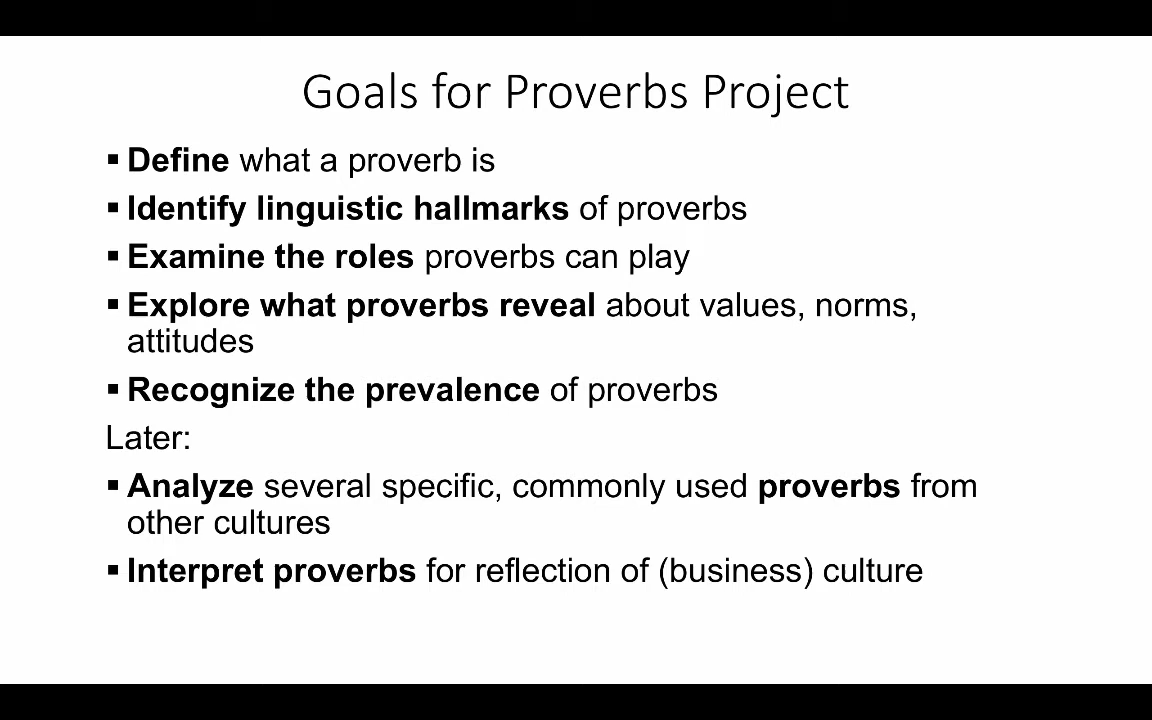 Goals for Proverbs Project
▪ Define what a proverb is
▪ Identify linguistic hallmarks of proverbs
▪ Examine the roles proverbs can play
▪ Explore what proverbs reveal about values, norms,
attitudes
▪ Recognize the prevalence of proverbs
Later:
▪ Analyze several specific, commonly used proverbs from
other cultures
▪ Interpret proverbs for reflection of (business) culture